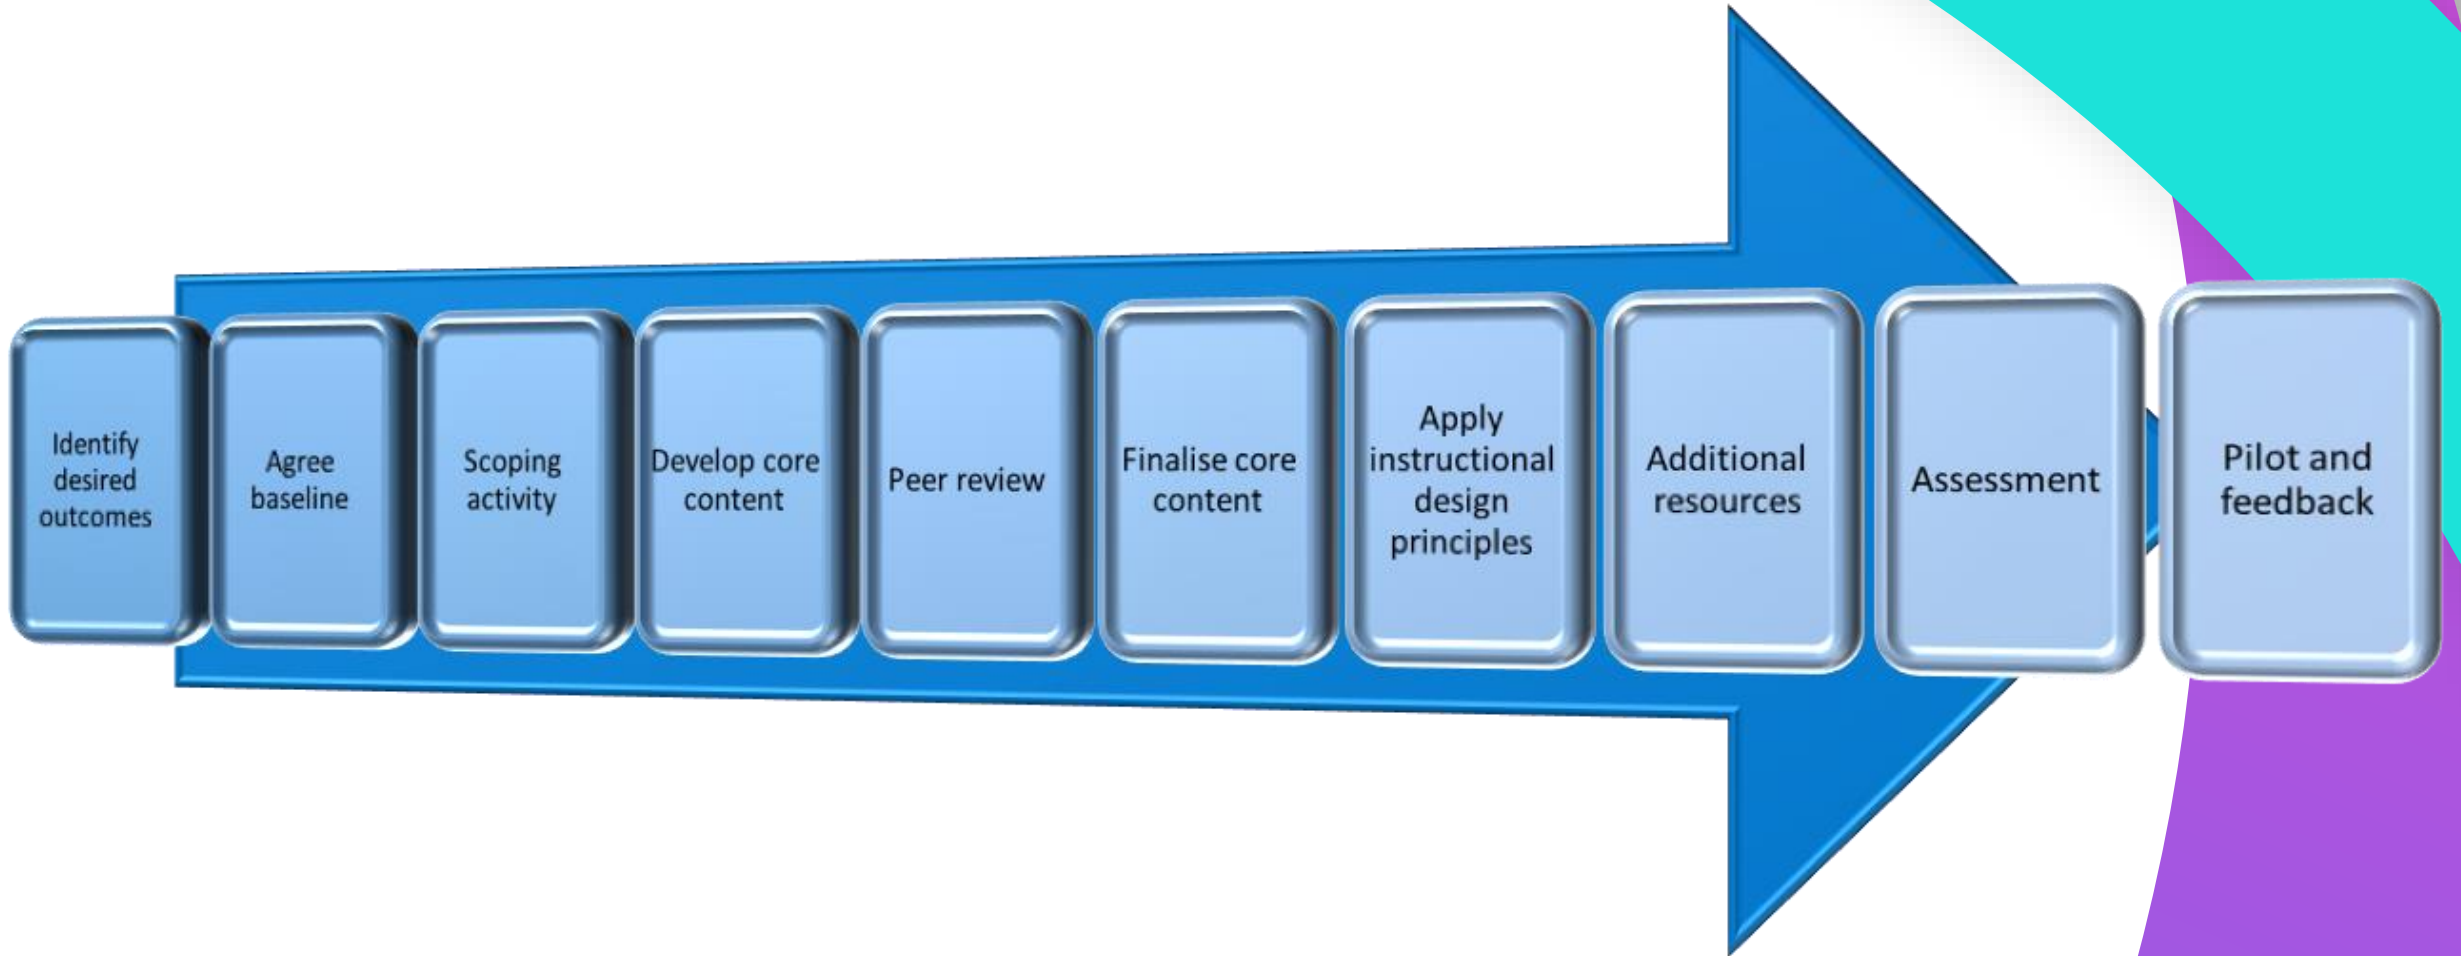 Identify
desired
outcomes
Agree
baseline
Scoping
activity
Develop core
content
Peer review
Finalise core
content
Apply
instructional
design
principles
Additional
resources
Assessment
Pilot and
feedback